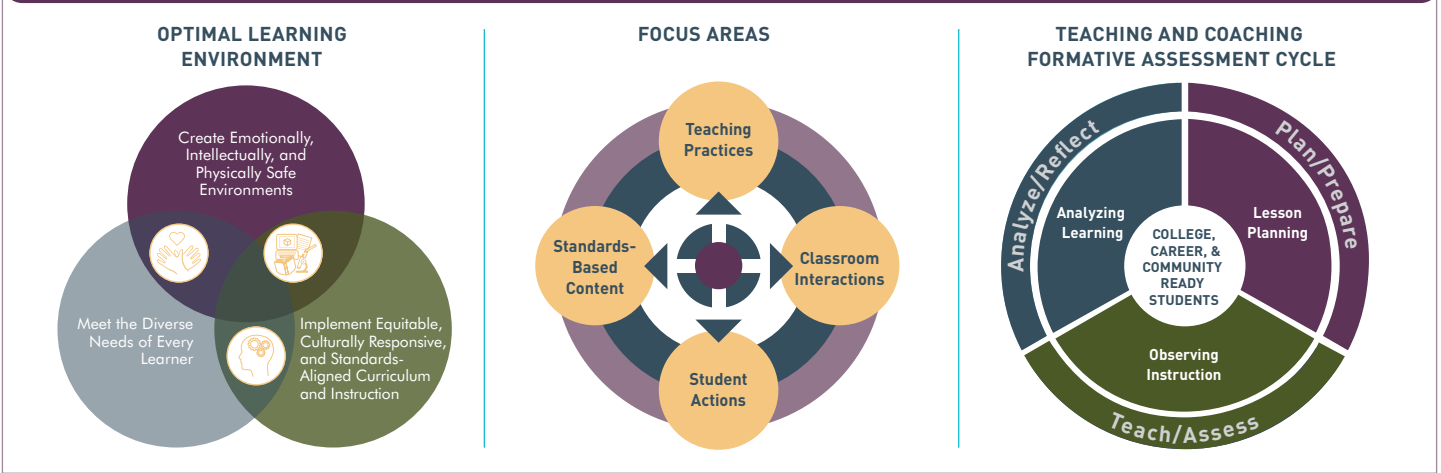 OPTIMAL LEARNING
ENVIRONMENT
Create Emotionally,
Intellectually, and
Physically Safe
Environments
Meet the Diverse
Needs of Every
Learner
Implement Equitable,
Culturally Responsive,
and Standards-
Aligned Curriculum
and Instruction
FOCUS AREAS
Teaching
Practices
Standards-
Based
Content
Classroom
Interactions
Student
Actions
TEACHING AND COACHING
FORMATIVE ASSESSMENT CYCLE
Analyze/Reflect
Plan/Prepare
Analyzing
Learning
Lesson
Planning
COLLEGE,
CAREER, &
COMMUNITY
READY
STUDENTS
Observing
Instruction
Teach/Assess